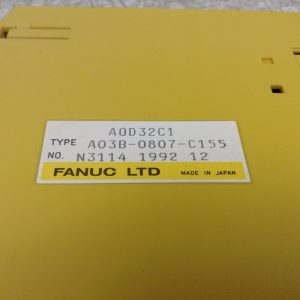 AOD32C1
TYPE A03B-0807-C155
NO. N3114 1992 12
FANUC LTD MADE IN JAPAN